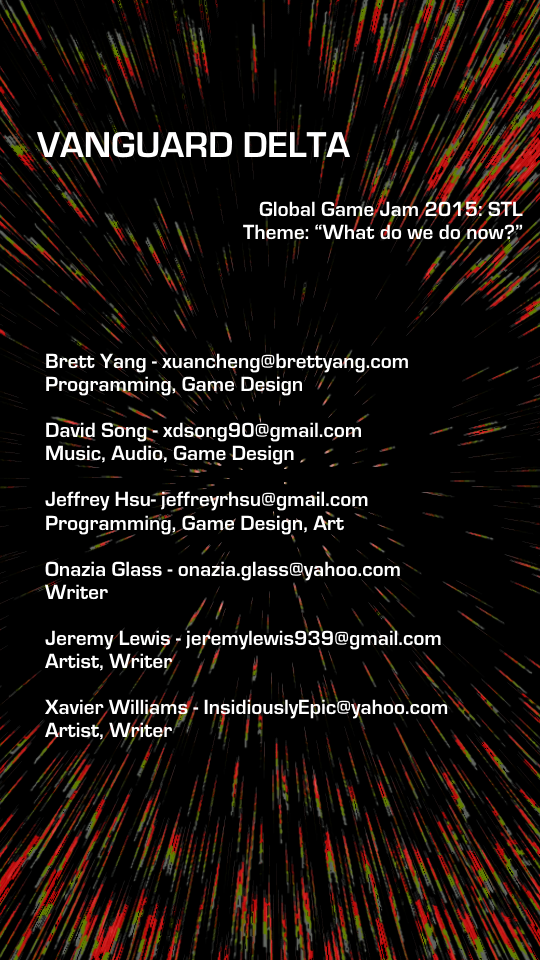 VANGUARD DELTA
Global Game Jam 2015: STL
Theme: “What do we do now?”
Brett Yang - xuancheng@brettyang.com
Programming, Game Design
David Song - xdsong90@gmail.com
Music, Audio, Game Design
Jeffrey Hsu- jeffreyrhsu@gmail.com
Programming, Game Design, Art
Onazia Glass - onazia.glass@yahoo.com
Writer
Jeremy Lewis - jeremylewis939@gmail.com
Artist, Writer
Xavier Williams - InsidiouslyEpic@yahoo.com
Artist, Writer